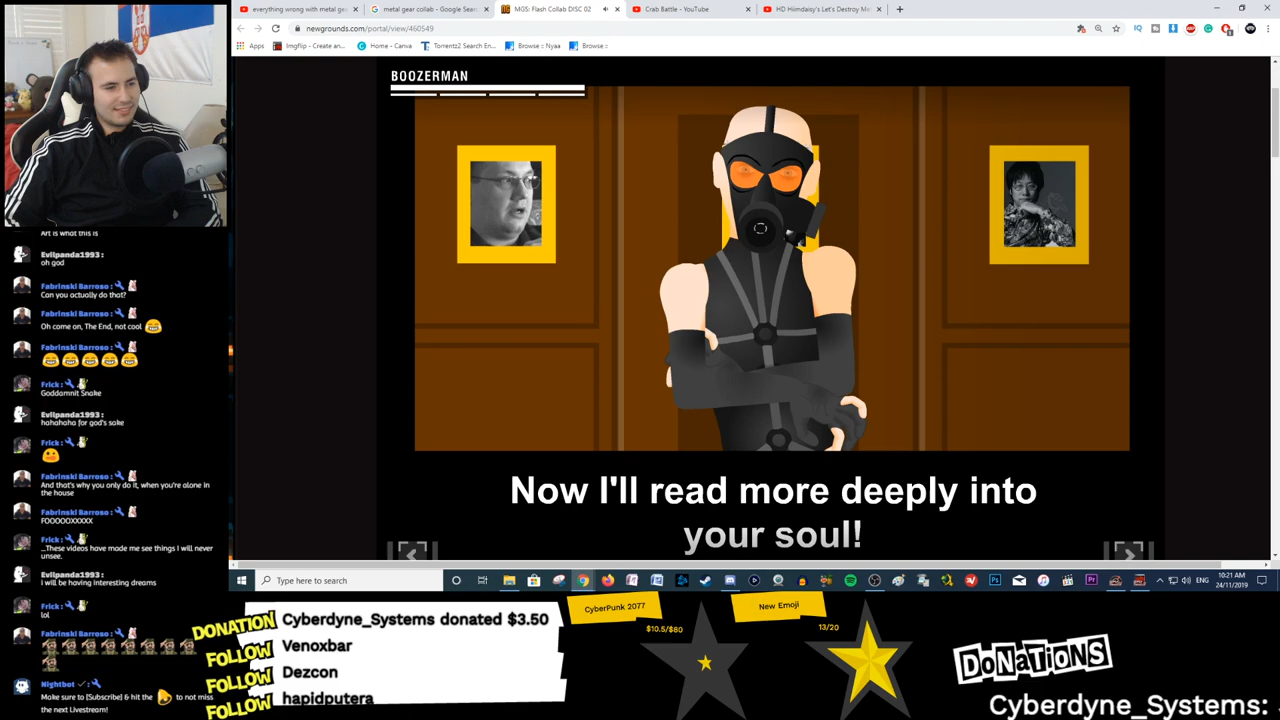 everything wrong with metal gea
metal gear collab - Google Sear
MGS: Flash Collab DISC 02
Crab Battle - YouTube
HD Hiimdaisy's Let's Destroy Me
newgrounds.com/portal/view/460549
Apps
Imgflip - Create an...
Home - Canva
Torrentz2 Search En...
Browse :: Nyaa
Browse ::
BOOZERMAN
Now I'll read more deeply into
your soul!
Art is what this is
Evilpanda1993 :
oh god
Fabrinski Barroso :
Can you actually do that?
Fabrinski Barroso :
Oh come on, The End, not cool
Fabrinski Barroso :
Frick :
Goddamnit Snake
Evilpanda1993 :
hahahaha for god's sake
Frick :
Fabrinski Barroso :
And that's why you only do it, when you're alone in
the house
Fabrinski Barroso :
FOOOOOXXXXX
Frick :
...These videos have made me see things I will never
unsee.
Evilpanda1993 :
i will be having interesting dreams
Frick :
lol
Fabrinski Barroso :
Nightbot ✓ :
Make sure to [Subscribe] & hit the to not miss
the next Livestream!
Type here to search
ENG
10:21 AM
24/11/2019
DONATION Cyberdyne_Systems donated $3.50
FOLLOW Venoxbar
FOLLOW Dezcon
FOLLOW hapidputera
CyberPunk 2077
$10.5/$80
New Emoji
13/20
DONATIONS
Cyberdyne_Systems: